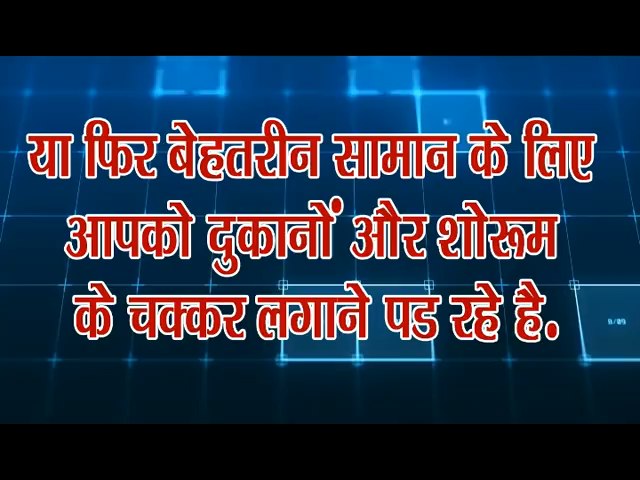 या फिर बेहतरीन सामान के लिए
आपको दुकानों और शोरूम
के चक्कर लगाने पड रहे है.